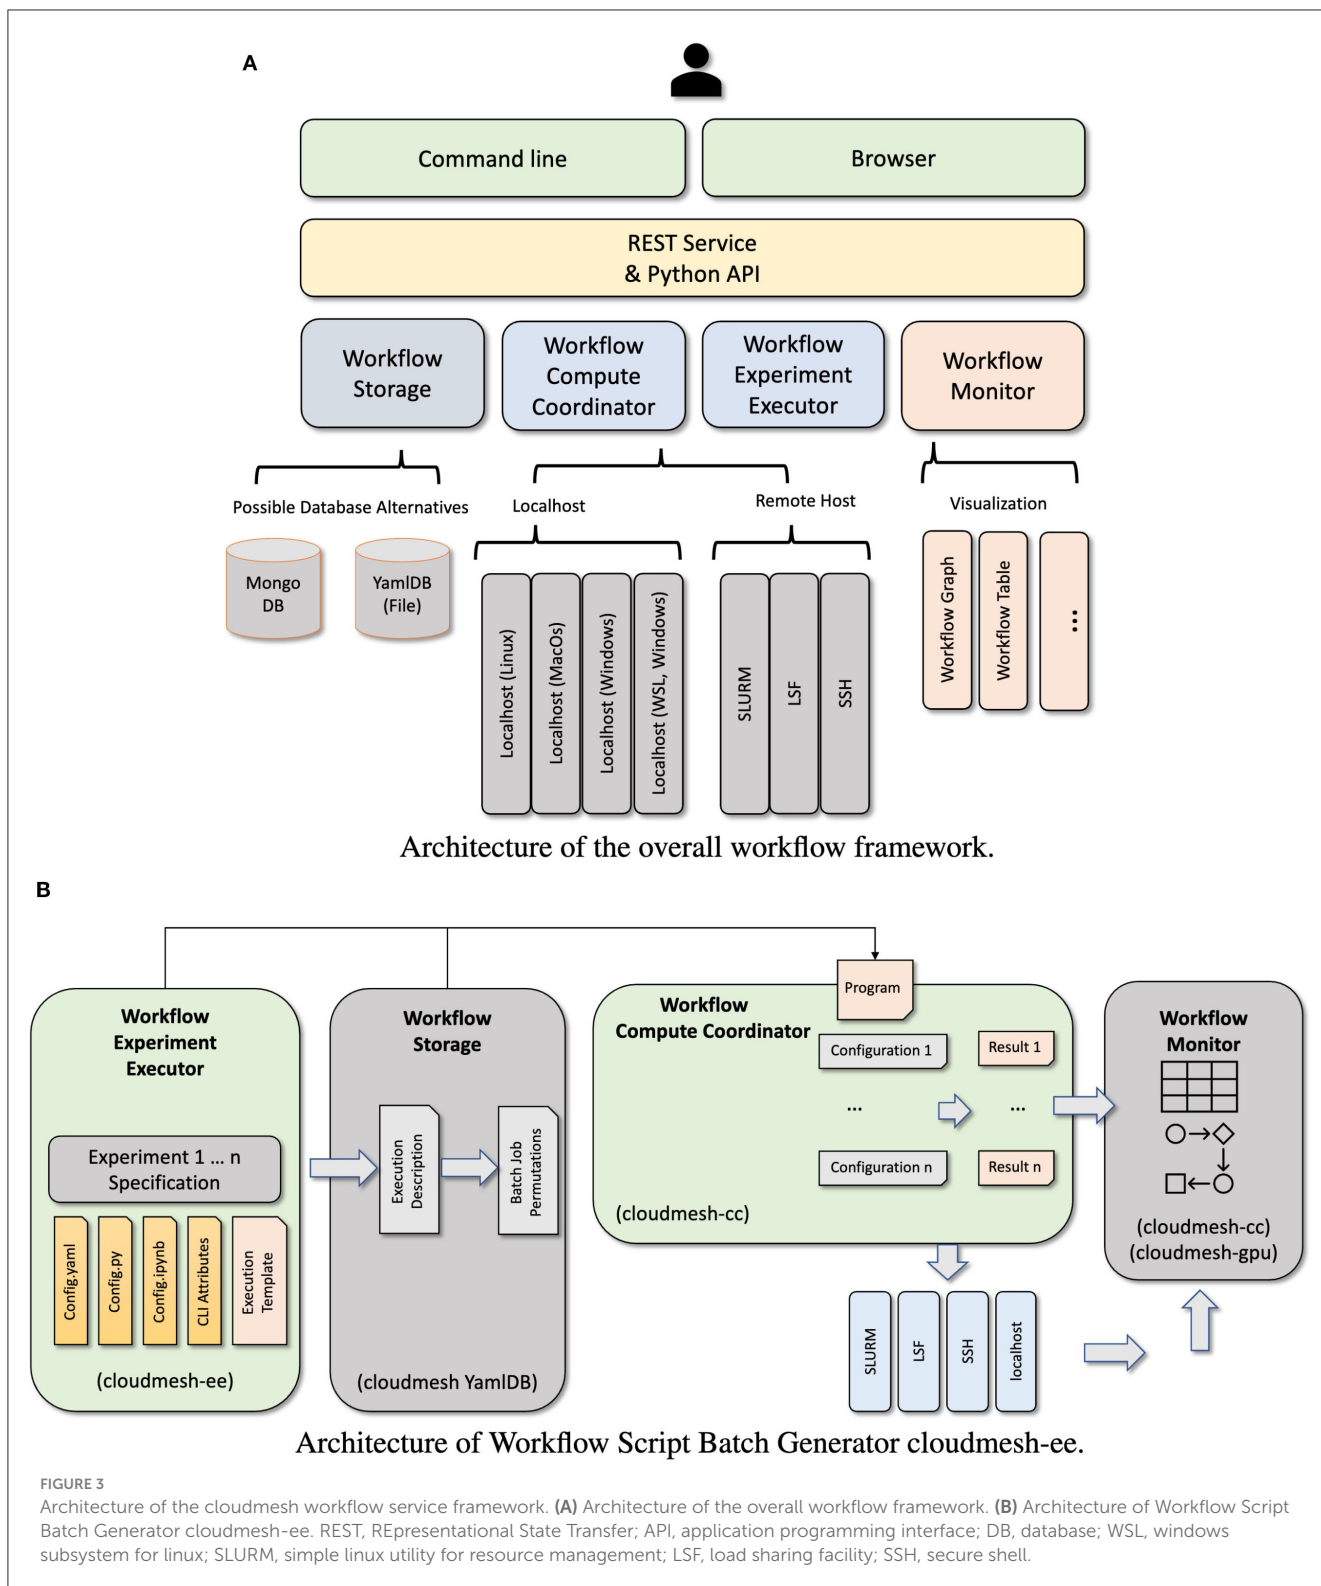 A
Command line
Browser
REST Service
& Python API
Workflow
Storage
Workflow
Compute
Coordinator
Workflow
Experiment
Executor
Workflow
Monitor
Possible Database Alternatives
Localhost
Remote Host
Visualization
Mongo
DB
YamlDB
(File)
Localhost (Linux)
Localhost (MacOs)
Localhost (Windows)
Localhost (WSL, Windows)
SLURM
LSF
SSH
Workflow Graph
Workflow Table
...
Architecture of the overall workflow framework.
B
Workflow
Experiment
Executor
Experiment 1 ... n
Specification
Config.yaml
Config.py
Config.ipynb
CLI Attributes
Execution
Template
(cloudmesh-ee)
Workflow
Storage
Execution
Description
Batch Job
Permutations
(cloudmesh YamlDB)
Workflow
Compute Coordinator
Program
Configuration 1
...
Configuration n
Result 1
...
Result n
(cloudmesh-cc)
SLURM
LSF
SSH
localhost
Workflow
Monitor
(cloudmesh-cc)
(cloudmesh-gpu)
Architecture of Workflow Script Batch Generator cloudmesh-ee.
FIGURE 3
Architecture of the cloudmesh workflow service framework. (A) Architecture of the overall workflow framework. (B) Architecture of Workflow Script
Batch Generator cloudmesh-ee. REST, REpresentational State Transfer; API, application programming interface; DB, database; WSL, windows
subsystem for linux; SLURM, simple linux utility for resource management; LSF, load sharing facility; SSH, secure shell.